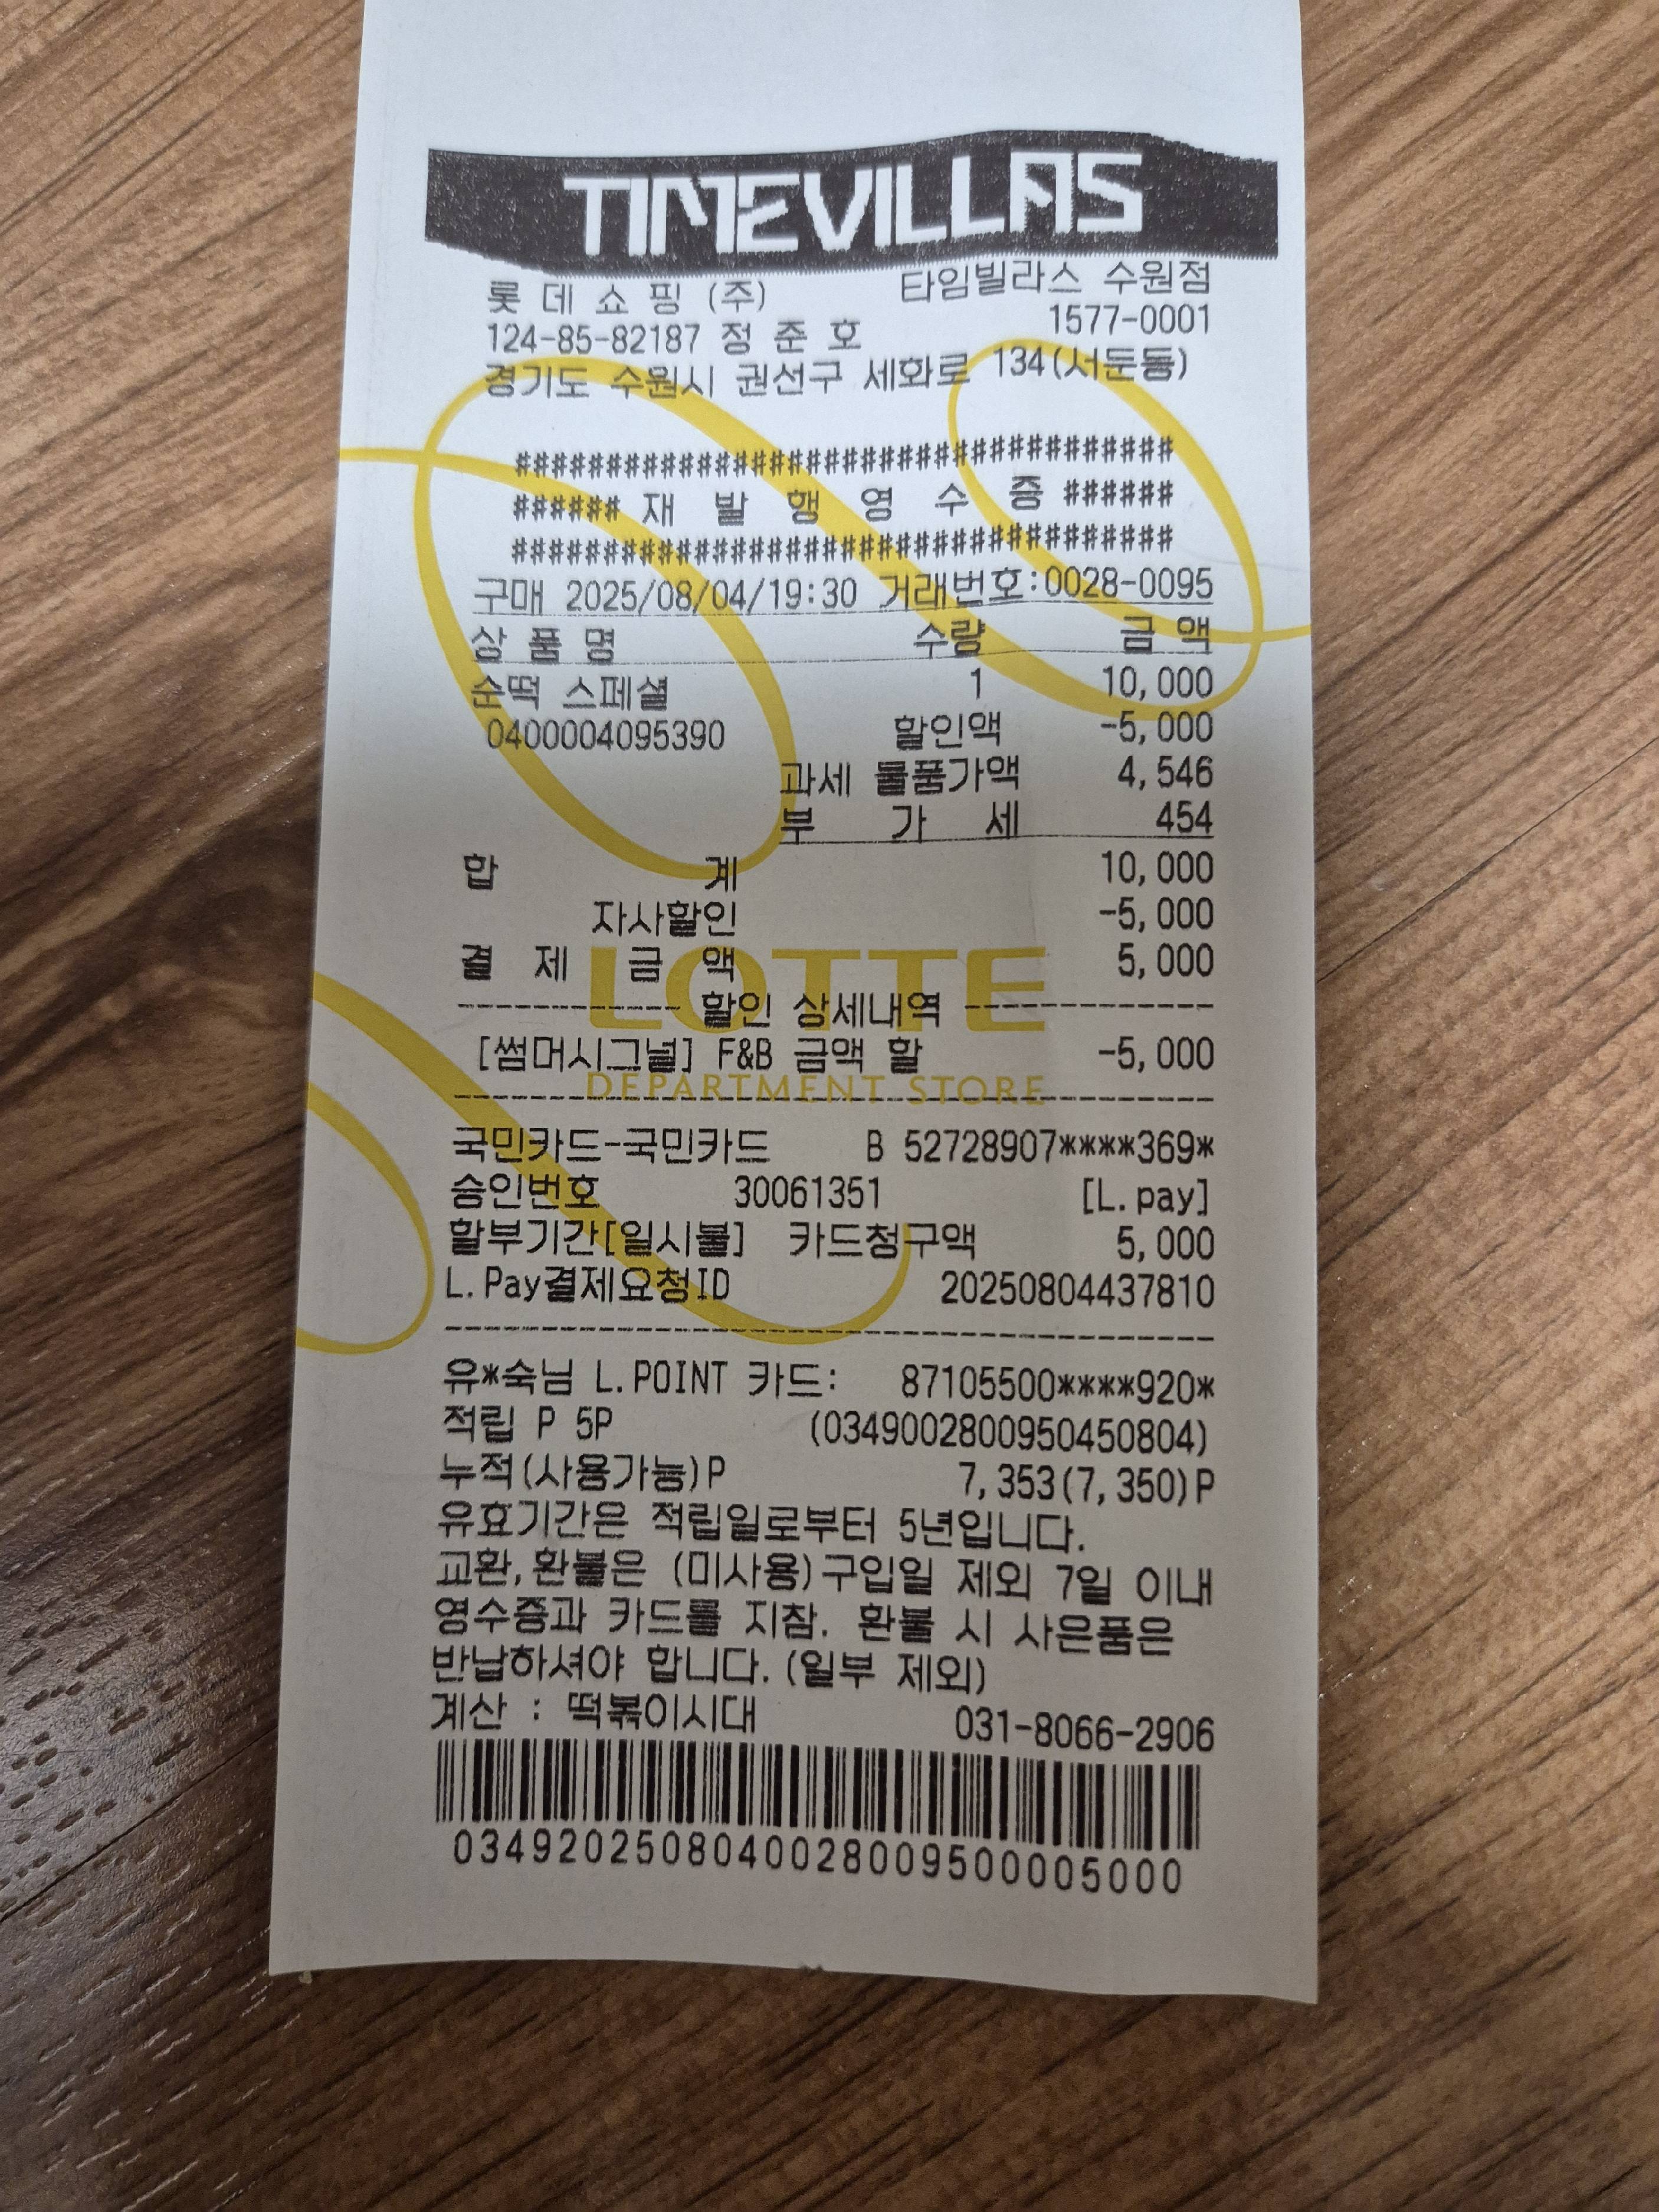 TIMEVILLAS
롯 데 쇼 핑 (주) 타임빌라스 수원점
124-85-82187 정 준 호 1577-0001
경기도 수원시 권선구 세화로 134(서둔동)
####################################
###### 재 발 행 영 수 증 ######
####################################
구매 2025/08/04/19:30 거래번호:0028-0095
상 품 명 수량 금 액
순떡 스페셜 1 10,000
0400004095390 할인액 -5,000
과세 물품가액 4,546
부 가 세 454
합 계 10,000
자사할인 -5,000
결 제 금 액 5,000
LOTTE
------------ 할인 상세내역 -------------
[썸머시그널] F&B 금액 할 -5,000
DEPARTMENT STORE
----------------------------------------
국민카드-국민카드 B 52728907****369*
승인번호 30061351 [L.pay]
할부기간[일시불] 카드청구액 5,000
L.Pay결제요청ID 20250804437810
----------------------------------------
유*숙님 L.POINT 카드: 87105500****920*
적립 P 5P (0349002800950450804)
누적(사용가능)P 7,353(7,350)P
유효기간은 적립일로부터 5년입니다.
교환,환불은 (미사용)구입일 제외 7일 이내
영수증과 카드를 지참. 환불 시 사은품은
반납하셔야 합니다.(일부 제외)
계산 : 떡볶이시대 031-8066-2906
0349202508040028009500005000